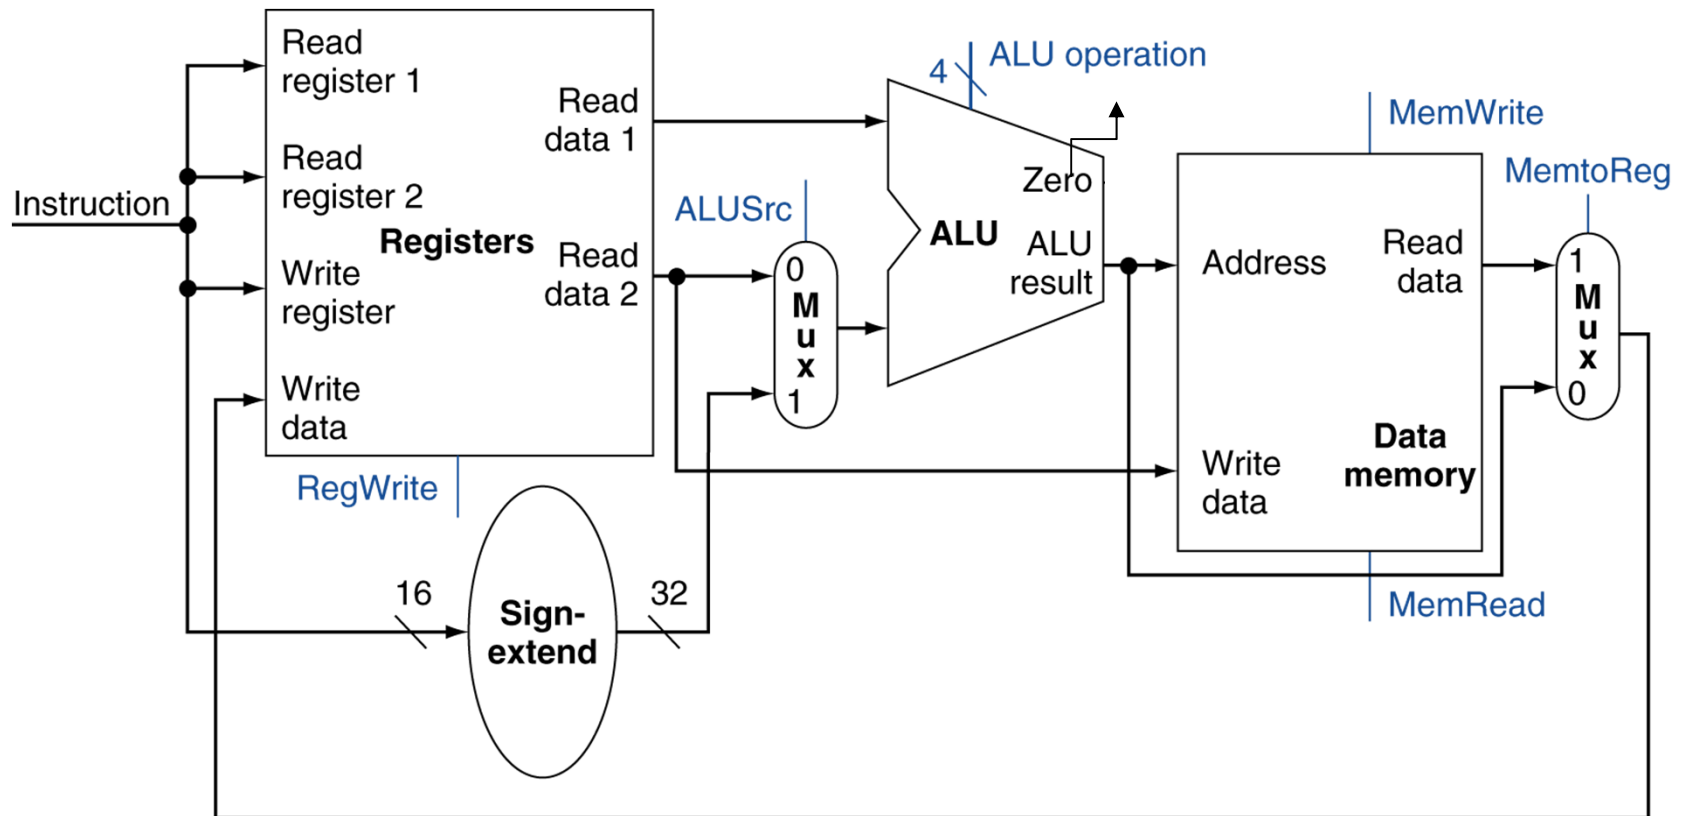 Read
register 1
Read
data 1
Read
register 2
Instruction
Registers
Write
register
Read
data 2
Write
data
RegWrite
16
Sign-
extend
32
ALUSrc
0
M
u
x
1
4
ALU operation
Zero
ALU
ALU
result
MemWrite
Address
Read
data
Write
data
Data
memory
MemRead
MemtoReg
1
M
u
x
0